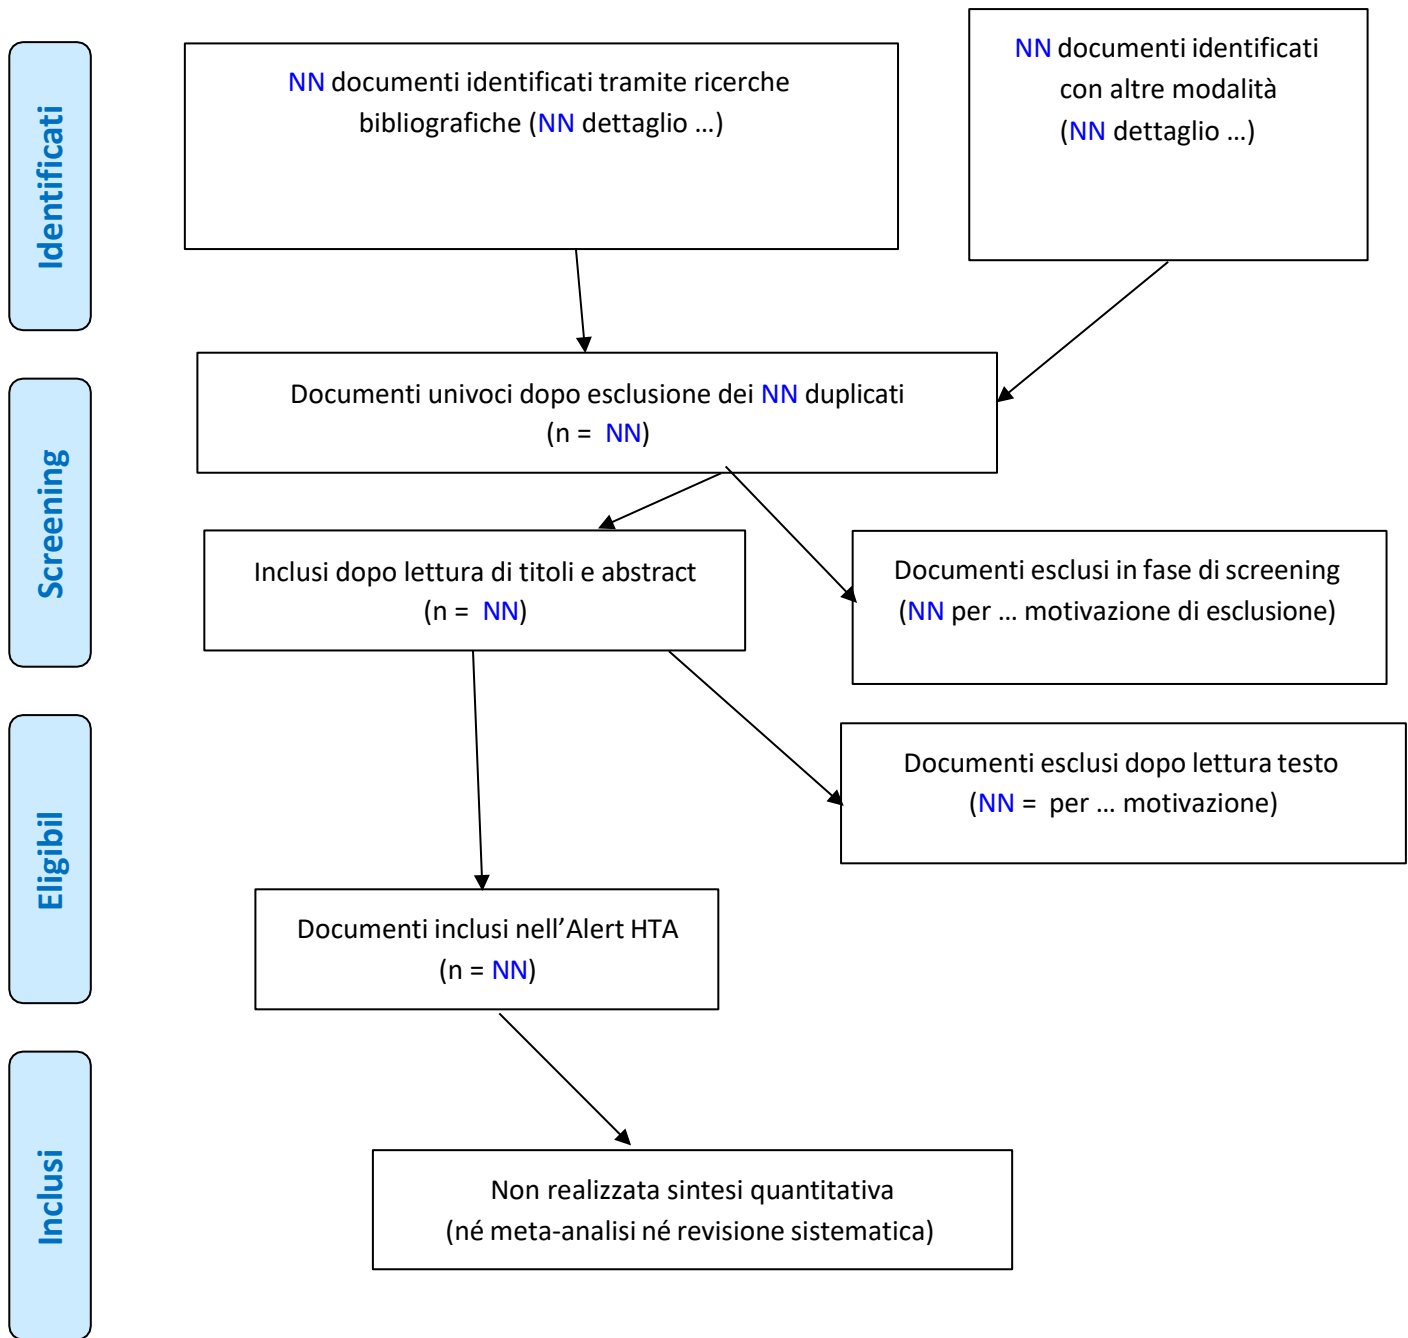 Identificati
NN documenti identificati tramite ricerche
bibliografiche (NN dettaglio …)
NN documenti identificati
con altre modalità
(NN dettaglio …)
Screening
Documenti univoci dopo esclusione dei NN duplicati
(n = NN)
Inclusi dopo lettura di titoli e abstract
(n = NN)
Documenti esclusi in fase di screening
(NN per … motivazione di esclusione)
Eligibil
Documenti esclusi dopo lettura testo
(NN = per … motivazione)
Documenti inclusi nell’Alert HTA
(n = NN)
Inclusi
Non realizzata sintesi quantitativa
(né meta-analisi né revisione sistematica)